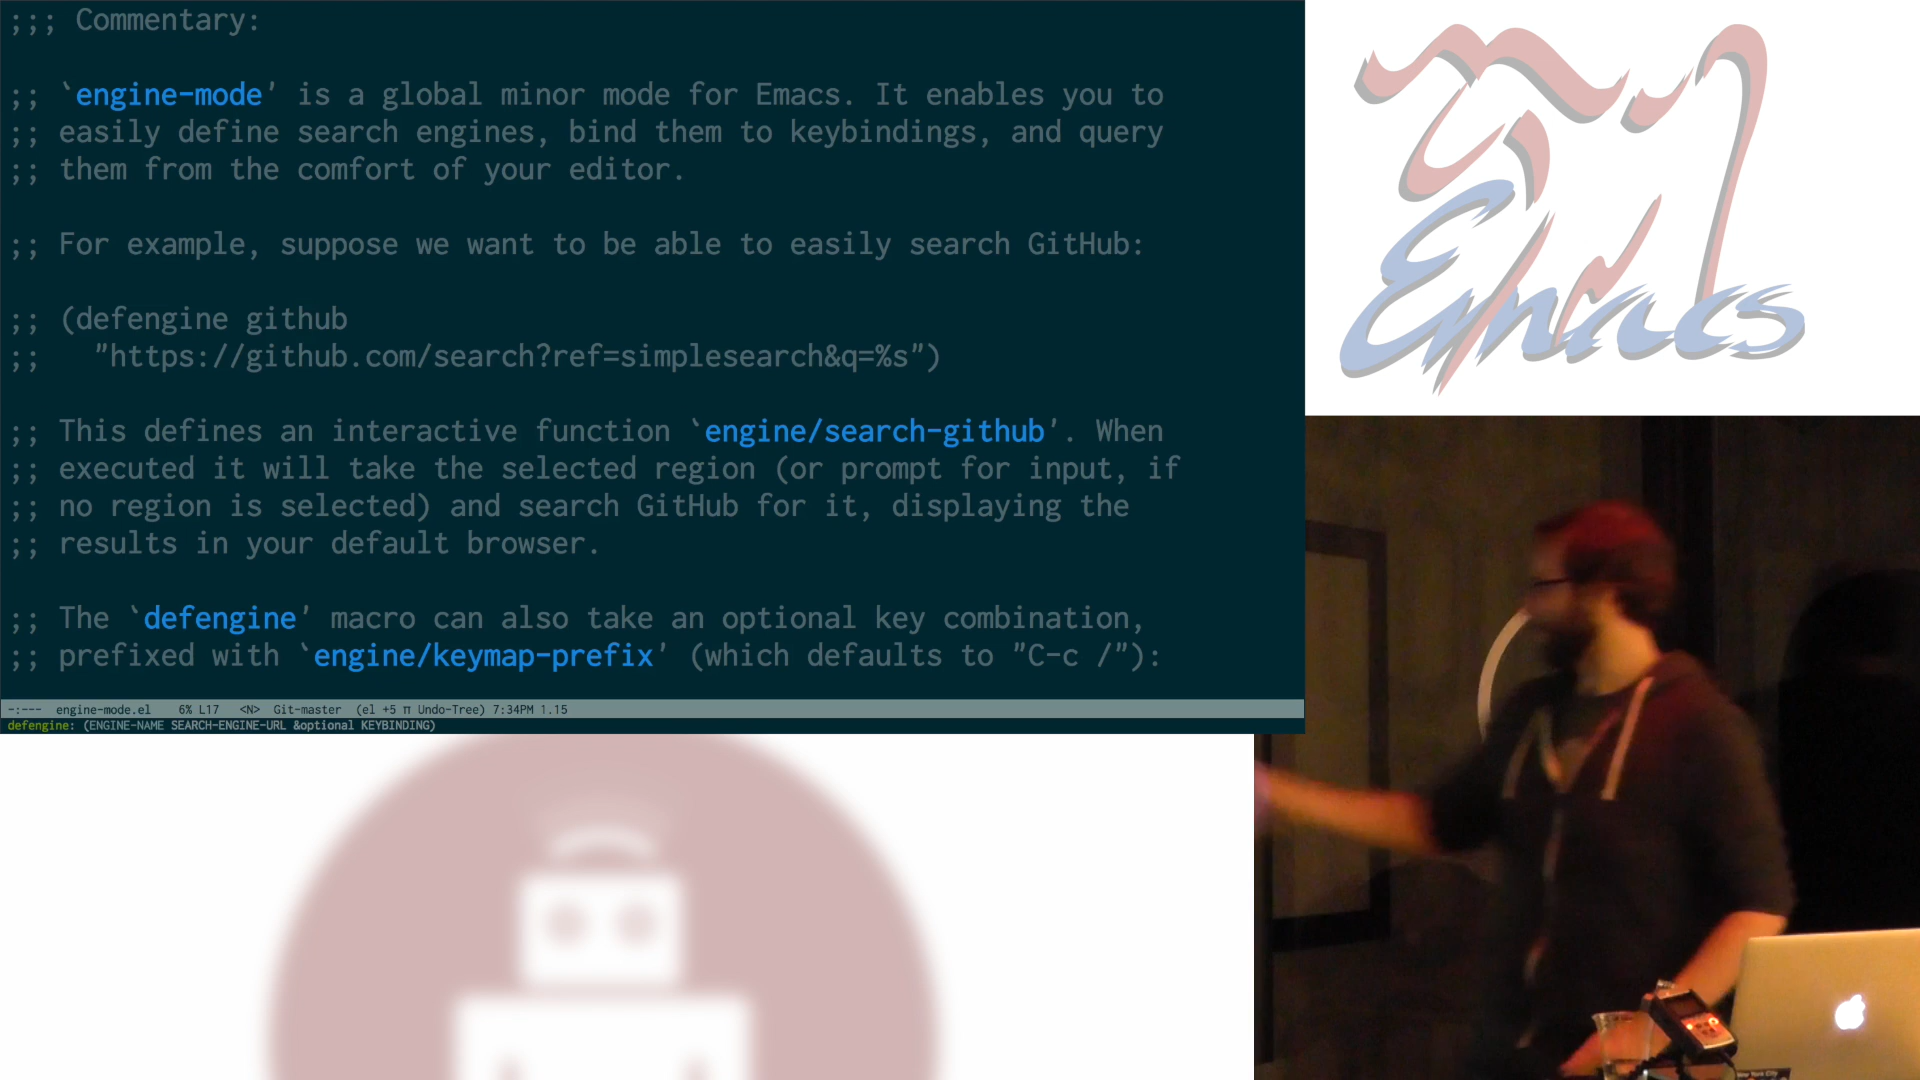 ;;; Commentary:
;; `engine-mode' is a global minor mode for Emacs. It enables you to
;; easily define search engines, bind them to keybindings, and query
;; them from the comfort of your editor.
;; For example, suppose we want to be able to easily search GitHub:
;; (defengine github
;;   "https://github.com/search?ref=simplesearch&q=%s")
;; This defines an interactive function `engine/search-github'. When
;; executed it will take the selected region (or prompt for input, if
;; no region is selected) and search GitHub for it, displaying the
;; results in your default browser.
;; The `defengine' macro can also take an optional key combination,
;; prefixed with `engine/keymap-prefix' (which defaults to "C-c /"):
-:---  engine-mode.el   6% L17  <N>  Git-master  (el +5 π Undo-Tree) 7:34PM 1.15
defengine: (ENGINE-NAME SEARCH-ENGINE-URL &optional KEYBINDING)
Emacs
New York City